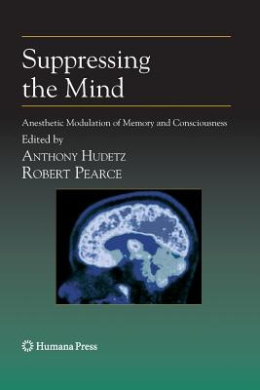 Suppressing
the Mind
Anesthetic Modulation of Memory and Consciousness
Edited by
ANTHONY HUDETZ
ROBERT PEARCE
Humana Press